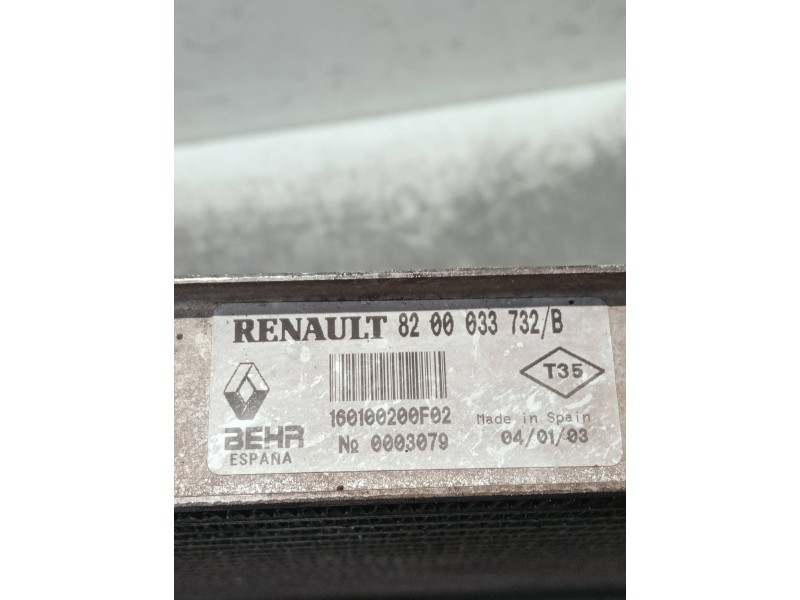 RENAULT 82 00 033 732/B
T35
160100200F02
BEHR
ESPAÑA
№ 0003079
Made in Spain
04/01/03